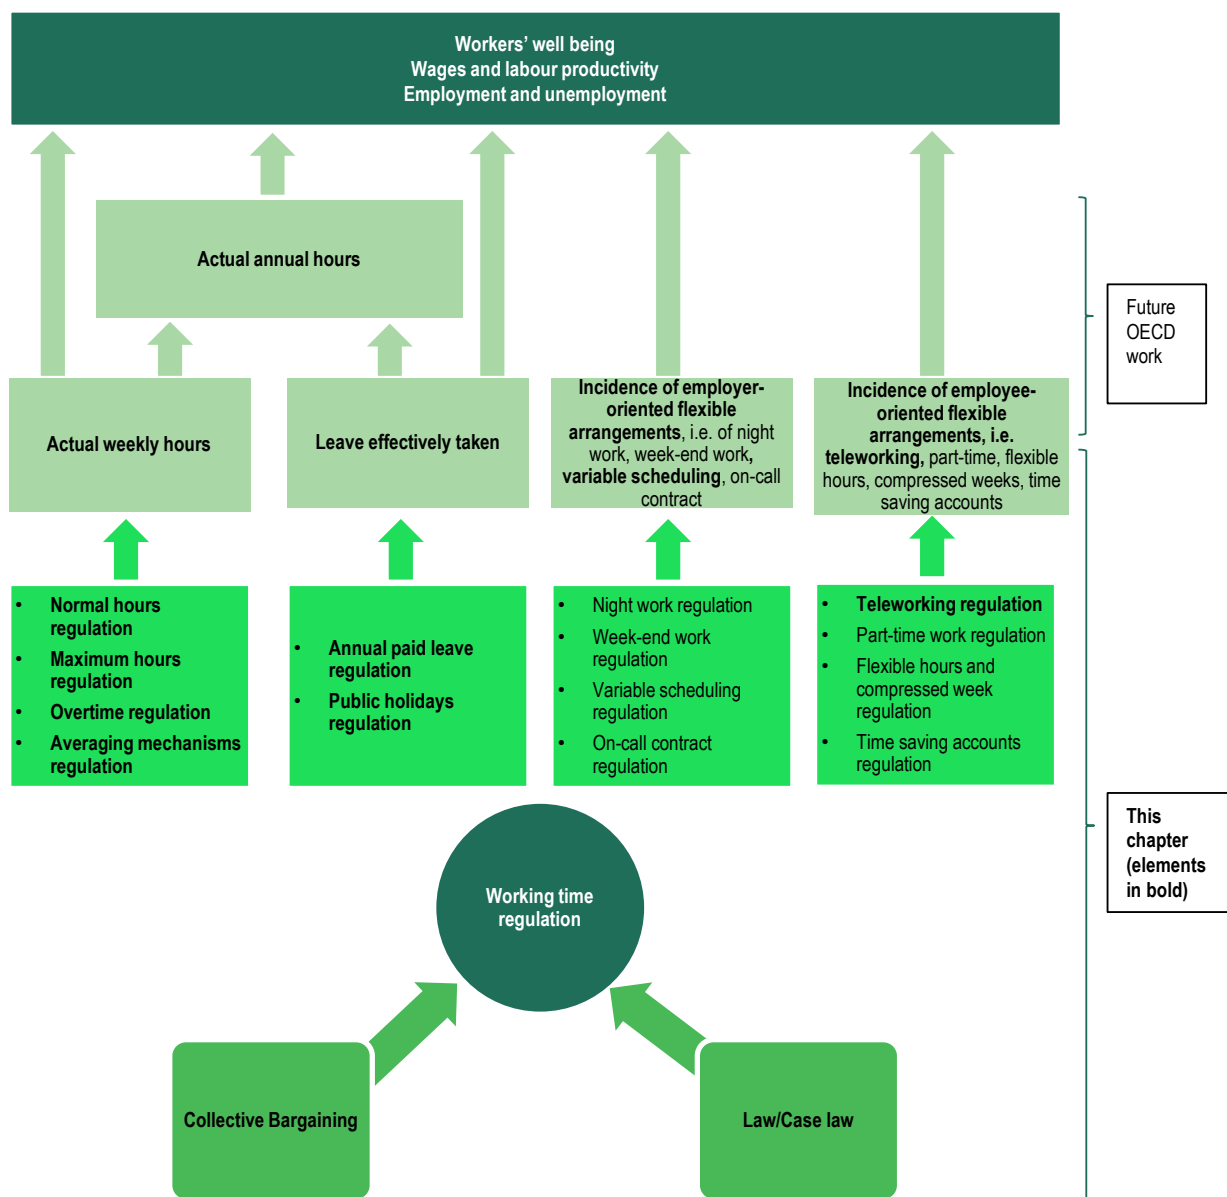 Workers’ well being
Wages and labour productivity
Employment and unemployment
Actual annual hours
Future
OECD
work
Actual weekly hours
Leave effectively taken
Incidence of employer-
oriented flexible
arrangements, i.e. of night
work, week-end work,
variable scheduling, on-call
contract
Incidence of employee-
oriented flexible
arrangements, i.e.
teleworking, part-time, flexible
hours, compressed weeks, time
saving accounts
• Normal hours
regulation
• Maximum hours
regulation
• Overtime regulation
• Averaging mechanisms
regulation
• Annual paid leave
regulation
• Public holidays
regulation
• Night work regulation
• Week-end work
regulation
• Variable scheduling
regulation
• On-call contract
regulation
• Teleworking regulation
• Part-time work regulation
• Flexible hours and
compressed week
regulation
• Time saving accounts
regulation
This
chapter
(elements
in bold)
Working time
regulation
Collective Bargaining
Law/Case law